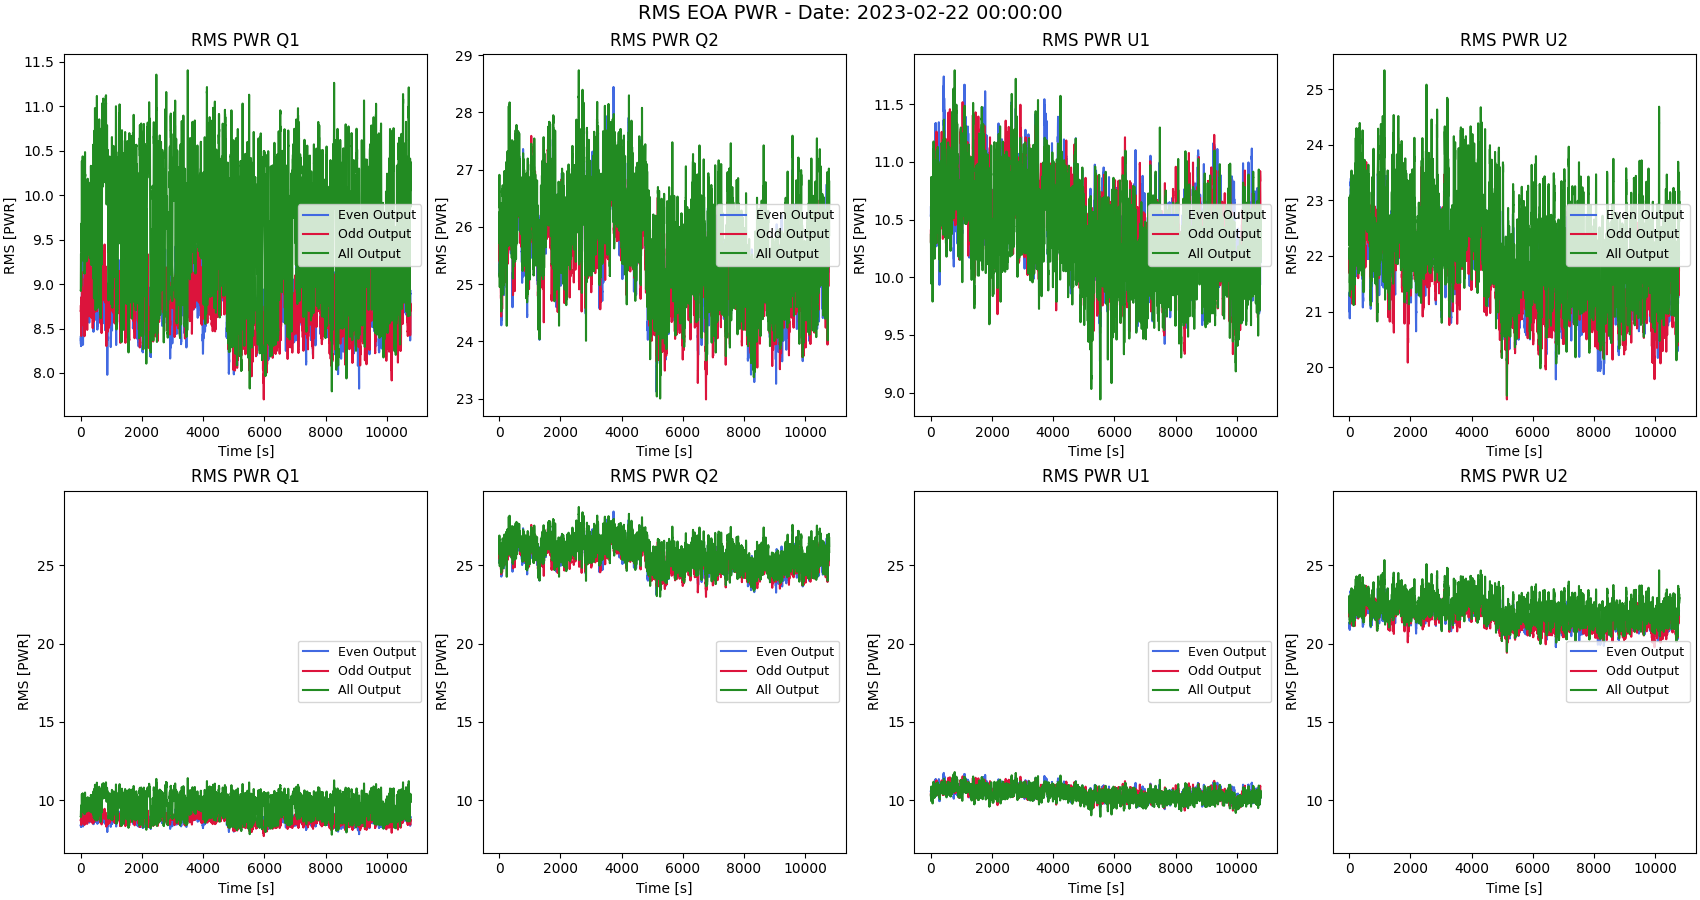 RMS EOA PWR - Date: 2023-02-22 00:00:00
RMS PWR Q1
RMS [PWR]
11.5
11.0
10.5
10.0
9.5
9.0
8.5
8.0
Even Output
Odd Output
All Output
0 2000 4000 6000 8000 10000
Time [s]
RMS PWR Q2
RMS [PWR]
29
28
27
26
25
24
23
Even Output
Odd Output
All Output
0 2000 4000 6000 8000 10000
Time [s]
RMS PWR U1
RMS [PWR]
11.5
11.0
10.5
10.0
9.5
9.0
Even Output
Odd Output
All Output
0 2000 4000 6000 8000 10000
Time [s]
RMS PWR U2
RMS [PWR]
25
24
23
22
21
20
Even Output
Odd Output
All Output
0 2000 4000 6000 8000 10000
Time [s]
RMS PWR Q1
RMS [PWR]
25
20
15
10
Even Output
Odd Output
All Output
0 2000 4000 6000 8000 10000
Time [s]
RMS PWR Q2
RMS [PWR]
25
20
15
10
Even Output
Odd Output
All Output
0 2000 4000 6000 8000 10000
Time [s]
RMS PWR U1
RMS [PWR]
25
20
15
10
Even Output
Odd Output
All Output
0 2000 4000 6000 8000 10000
Time [s]
RMS PWR U2
RMS [PWR]
25
20
15
10
Even Output
Odd Output
All Output
0 2000 4000 6000 8000 10000
Time [s]